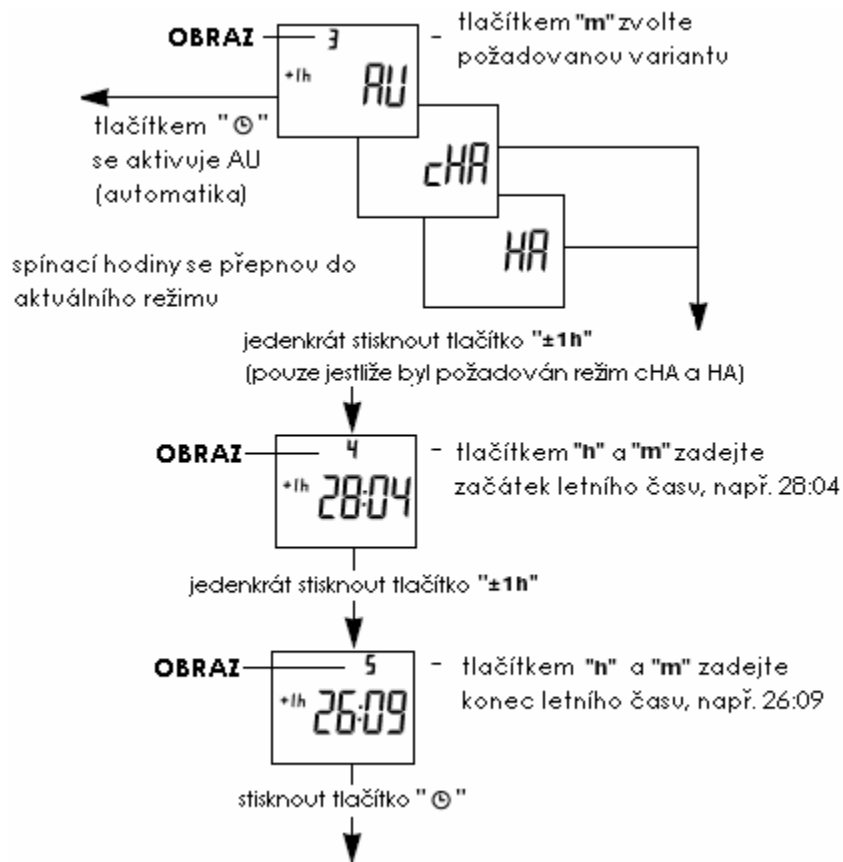 OBRAZ
3
- tlačítkem "m" zvolte
požadovanou variantu
+1h
AU
tlačítkem "🕒"
se aktivuje AU
(automatika)
cHA
HA
spínací hodiny se přepnou do
aktuálního režimu
jedenkrát stisknout tlačítko "±1h"
(pouze jestliže byl požadován režim cHA a HA)
OBRAZ
4
+1h
28:04
- tlačítkem "h" a "m" zadejte
začátek letního času, např. 28:04
jedenkrát stisknout tlačítko "±1h"
OBRAZ
5
+1h
26:09
- tlačítkem "h" a "m" zadejte
konec letního času, např. 26:09
stisknout tlačítko "🕒"